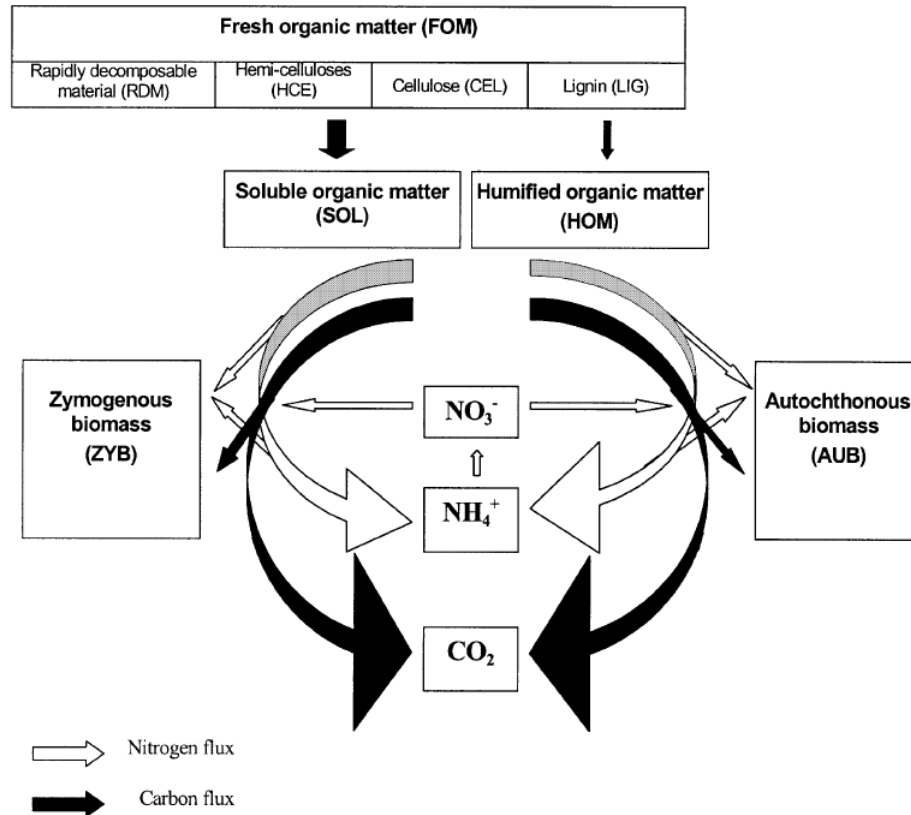 Fresh organic matter (FOM)
Rapidly decomposable
material (RDM)
Hemi-celluloses
(HCE)
Cellulose (CEL)
Lignin (LIG)
Soluble organic matter
(SOL)
Humified organic matter
(HOM)
Zymogenous
biomass
(ZYB)
NO₃⁻
Autochthonous
biomass
(AUB)
NH₄⁺
CO₂
Nitrogen flux
Carbon flux